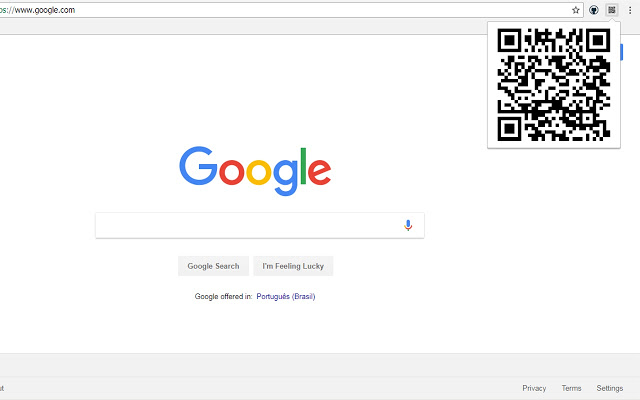 ps://www.google.com
Google
Google Search I'm Feeling Lucky
Google offered in: Português (Brasil)
ut Privacy Terms Settings